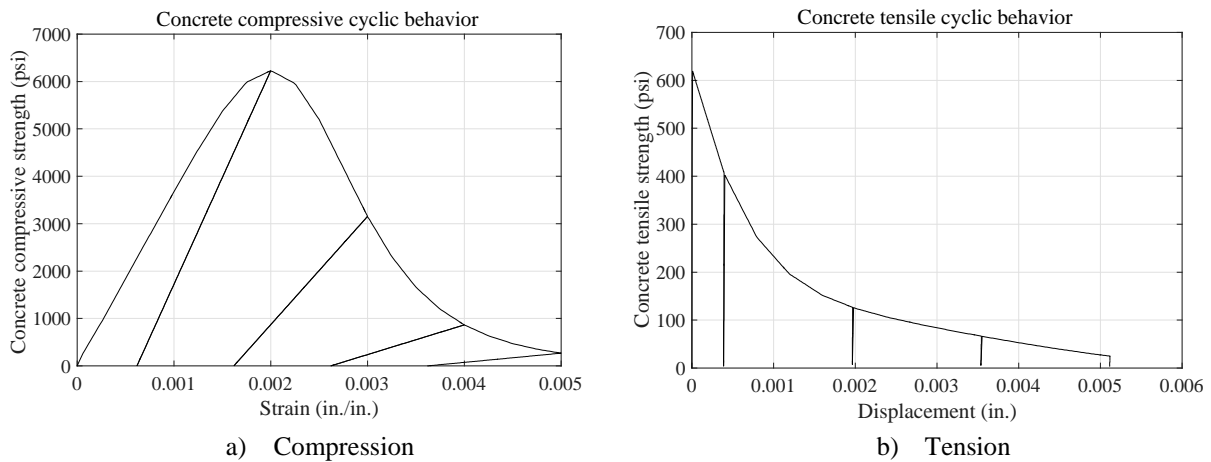 Concrete compressive cyclic behavior
Concrete compressive strength (psi)
7000
6000
5000
4000
3000
2000
1000
0
0 0.001 0.002 0.003 0.004 0.005
Strain (in./in.)
a) Compression
Concrete tensile cyclic behavior
Concrete tensile strength (psi)
700
600
500
400
300
200
100
0
0 0.001 0.002 0.003 0.004 0.005 0.006
Displacement (in.)
b) Tension